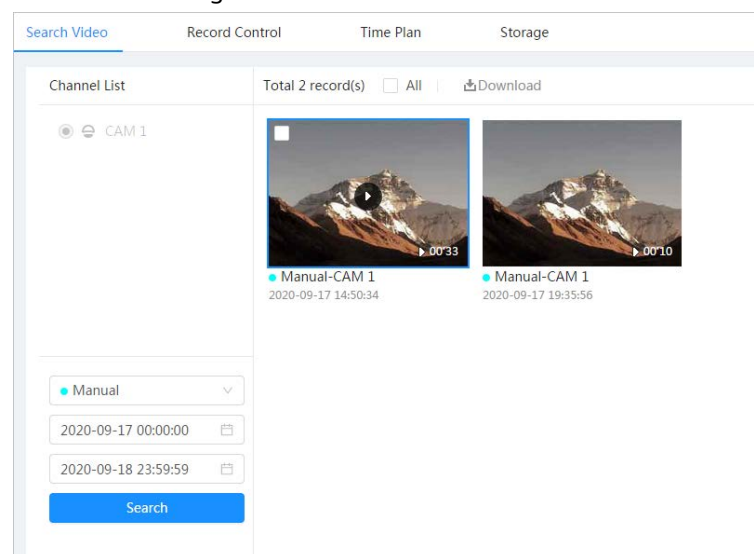 Search Video Record Control Time Plan Storage
Channel List
CAM 1
Total 2 record(s) All Download
00'33
Manual-CAM 1
2020-09-17 14:50:34
00'10
Manual-CAM 1
2020-09-17 19:35:56
Manual
2020-09-17 00:00:00
2020-09-18 23:59:59
Search